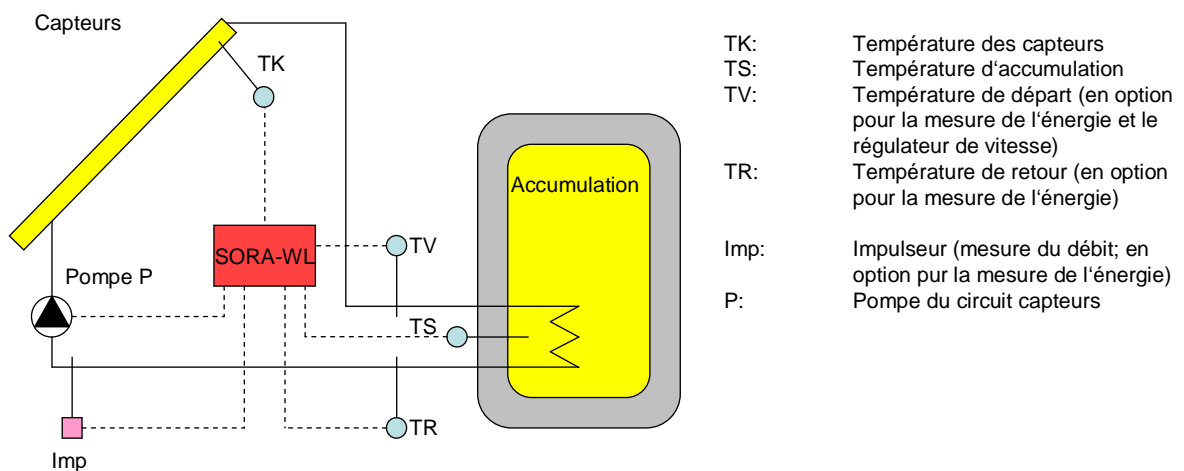 Capteurs
TK
Accumulation
SORA-WL
TV
Pompe P
TS
TR
Imp
TK: Température des capteurs
TS: Température d‘accumulation
TV: Température de départ (en option
pour la mesure de l‘énergie et le
régulateur de vitesse)
TR: Température de retour (en option
pour la mesure de l‘énergie)
Imp: Impulseur (mesure du débit; en
option pur la mesure de l‘énergie)
P: Pompe du circuit capteurs